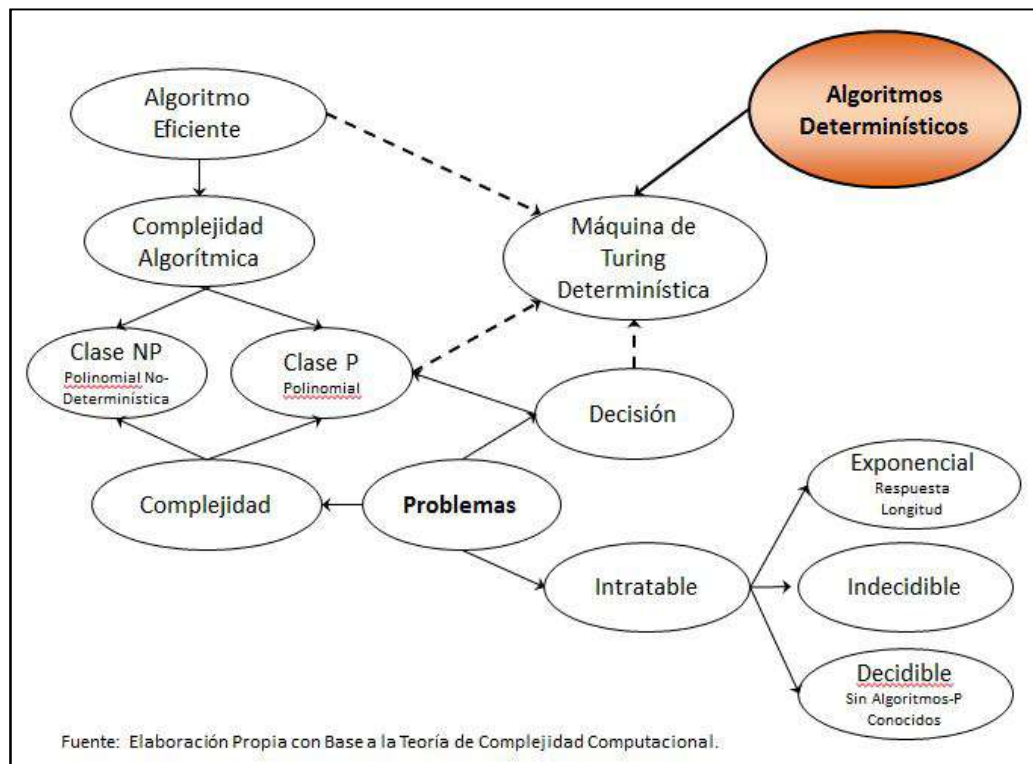 Algoritmo
Eficiente
Algoritmos
Determinísticos
Complejidad
Algorítmica
Máquina de
Turing
Determinística
Clase NP
Polinomial No-
Determinística
Clase P
Polinomial
Decisión
Complejidad
Problemas
Exponencial
Respuesta
Longitud
Intratable
Indecidible
Decidible
Sin Algoritmos-P
Conocidos
Fuente: Elaboración Propia con Base a la Teoría de Complejidad Computacional.